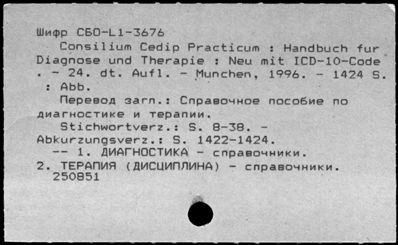 Шифр СБО-L1-3676
Consilium Cedip Practicum : Handbuch fur
Diagnose und Therapie : Neu mit ICD-10-Code
. - 24. dt. Aufl. - Munchen, 1996. - 1424 S.
: Abb.
Перевод загл.: Справочное пособие по
диагностике и терапии.
Stichwortverz.: S. 8-38. -
Abkurzungsverz.: S. 1422-1424.
-- 1. ДИАГНОСТИКА - справочники.
2. ТЕРАПИЯ (ДИСЦИПЛИНА) - справочники.
250851